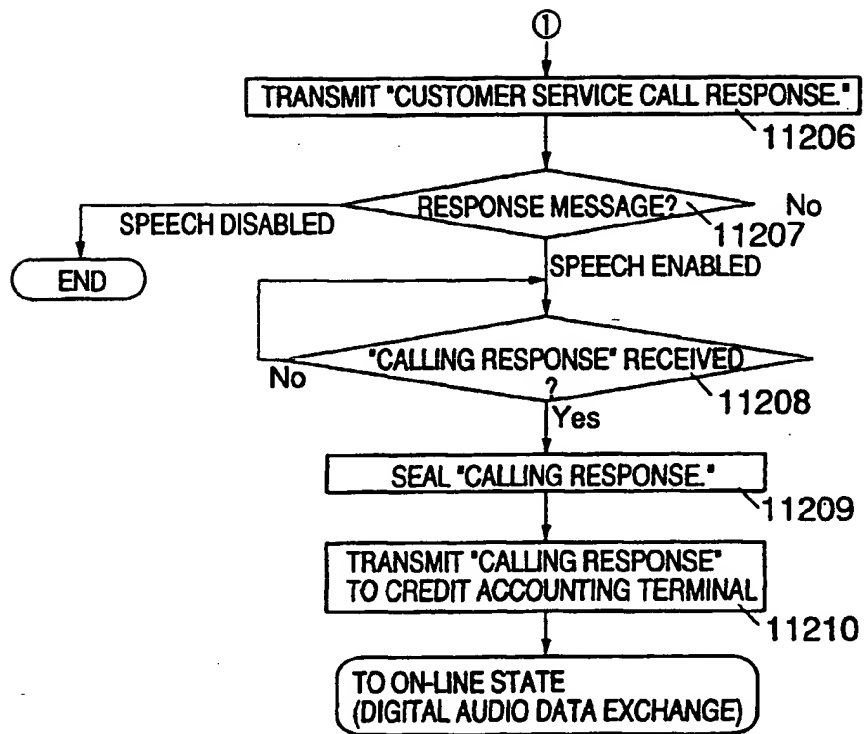 ①
TRANSMIT "CUSTOMER SERVICE CALL RESPONSE."
11206
RESPONSE MESSAGE?
No
11207
SPEECH DISABLED
END
SPEECH ENABLED
"CALLING RESPONSE" RECEIVED
?
No
11208
Yes
SEAL "CALLING RESPONSE."
11209
TRANSMIT "CALLING RESPONSE"
TO CREDIT ACCOUNTING TERMINAL
11210
TO ON-LINE STATE
(DIGITAL AUDIO DATA EXCHANGE)